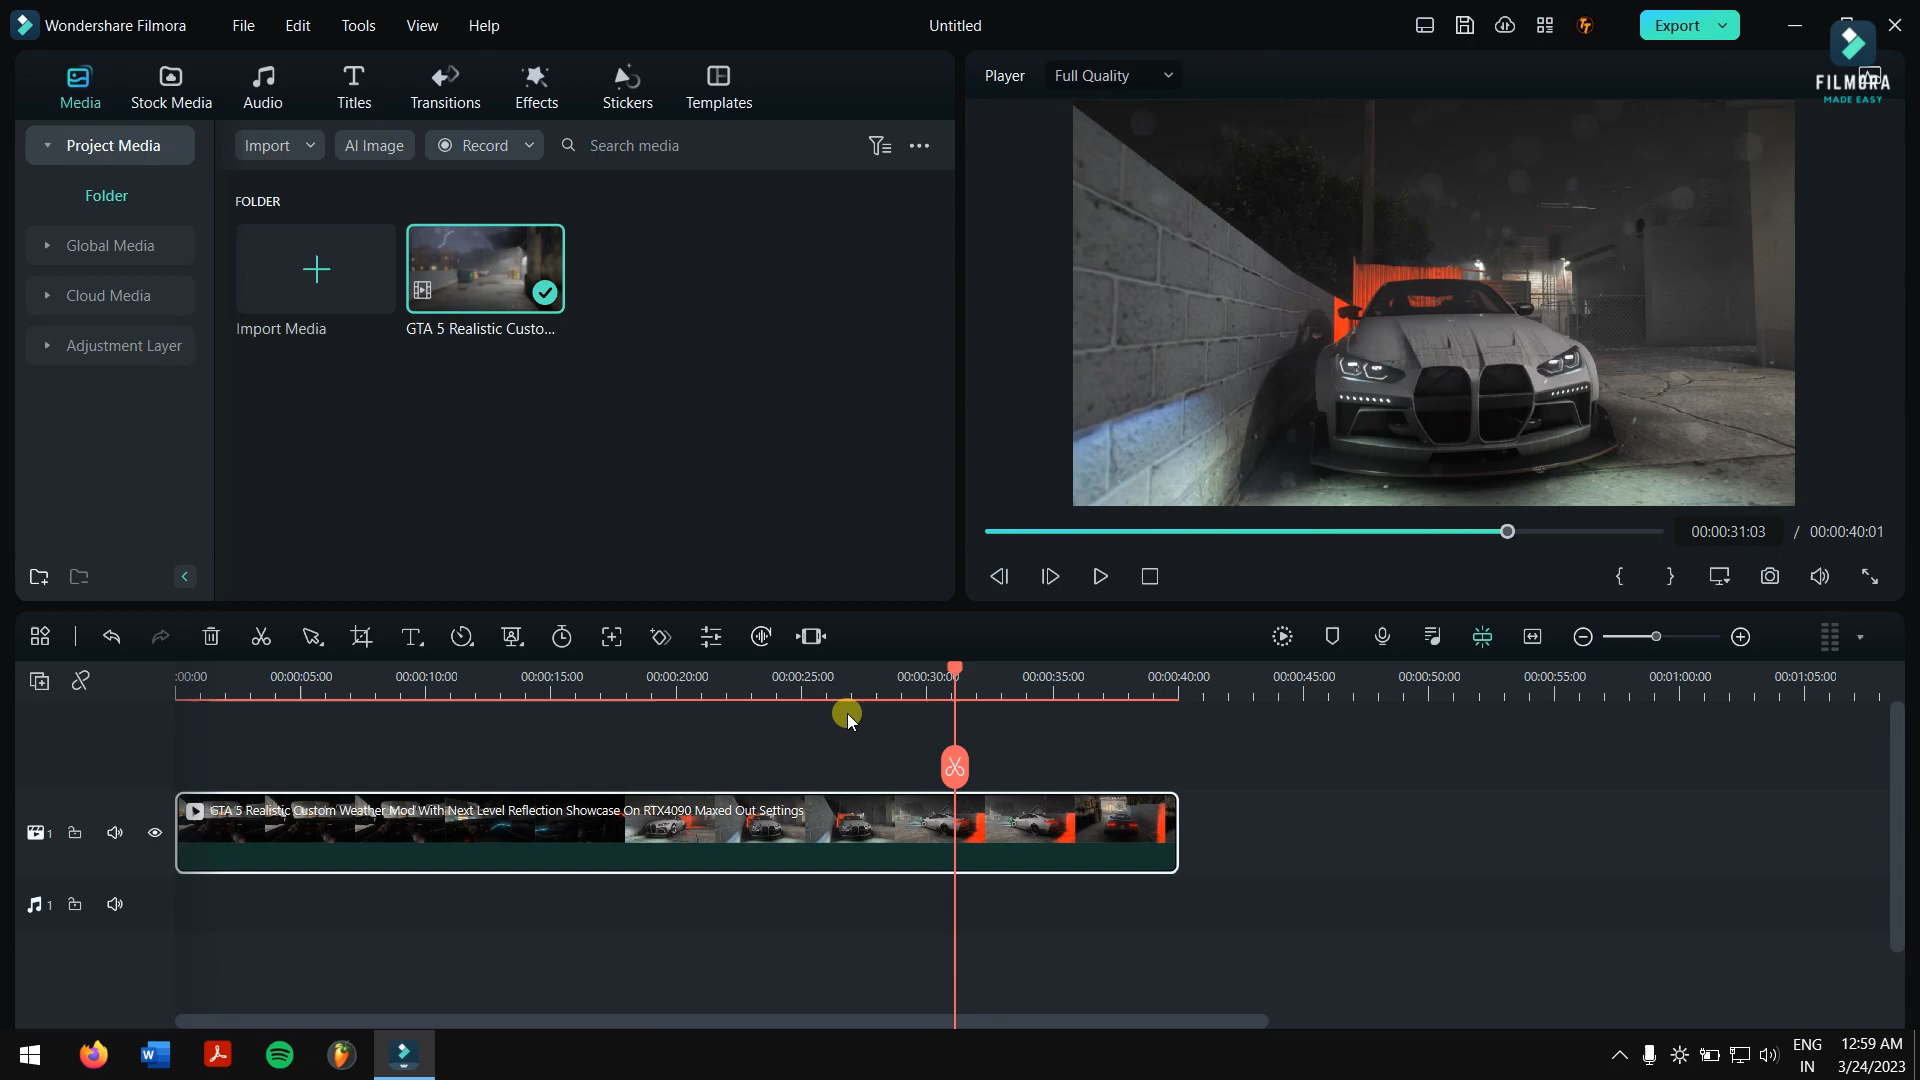 Wondershare Filmora File Edit Tools View Help Untitled Export
FILMORA
MADE EASY
Media Stock Media Audio Titles Transitions Effects Stickers Templates
Player Full Quality
Project Media Import AI Image Record Search media
Folder
FOLDER
Global Media
Cloud Media
Adjustment Layer
Import Media GTA 5 Realistic Custo...
00:00:31:03 / 00:00:40:01
:00:00 00:00:05:00 00:00:10:00 00:00:15:00 00:00:20:00 00:00:25:00 00:00:30:00 00:00:35:00 00:00:40:00 00:00:45:00 00:00:50:00 00:00:55:00 00:01:00:00 00:01:05:00
GTA 5 Realistic Custom Weather Mod With Next Level Reflection Showcase On RTX4090 Maxed Out Settings
1
1
ENG 12:59 AM
IN 3/24/2023